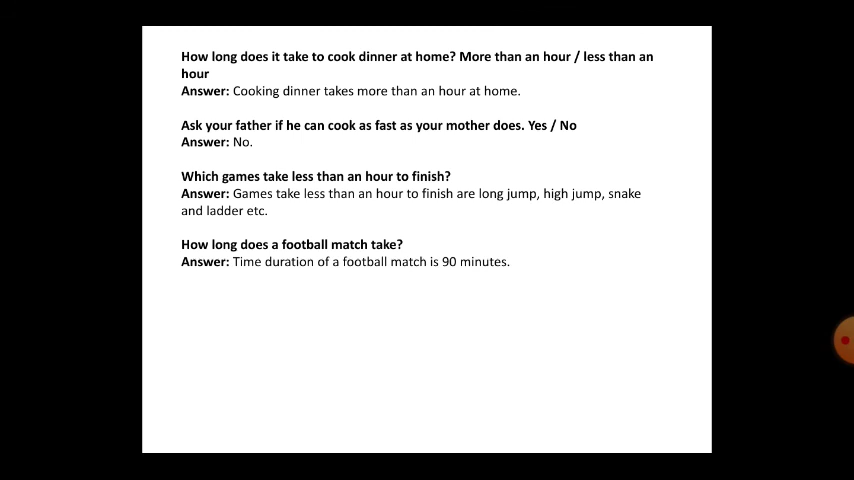 How long does it take to cook dinner at home? More than an hour / less than an
hour
Answer: Cooking dinner takes more than an hour at home.
Ask your father if he can cook as fast as your mother does. Yes / No
Answer: No.
Which games take less than an hour to finish?
Answer: Games take less than an hour to finish are long jump, high jump, snake
and ladder etc.
How long does a football match take?
Answer: Time duration of a football match is 90 minutes.